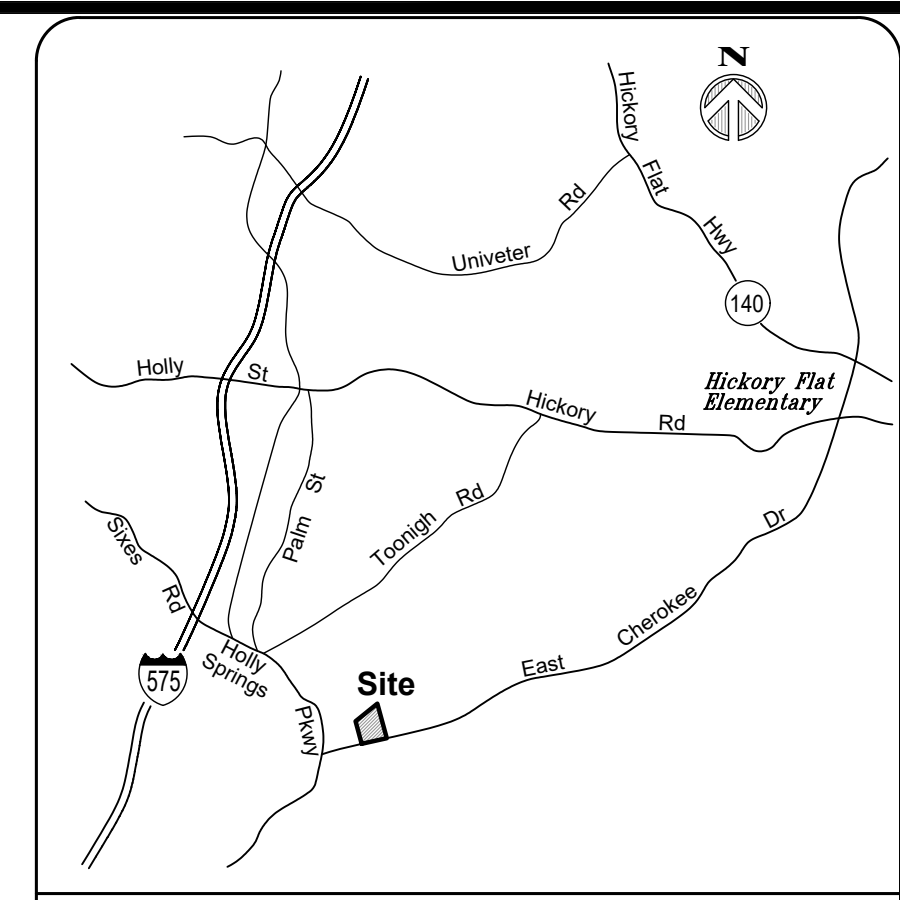 N
Hickory
Flat
Hwy
140
Univeter Rd
Holly St
Hickory Rd
Hickory Flat
Elementary
Palm St
Toonigh Rd
Sixes Rd
Holly
Springs
Pkwy
575
Site
East Cherokee Dr